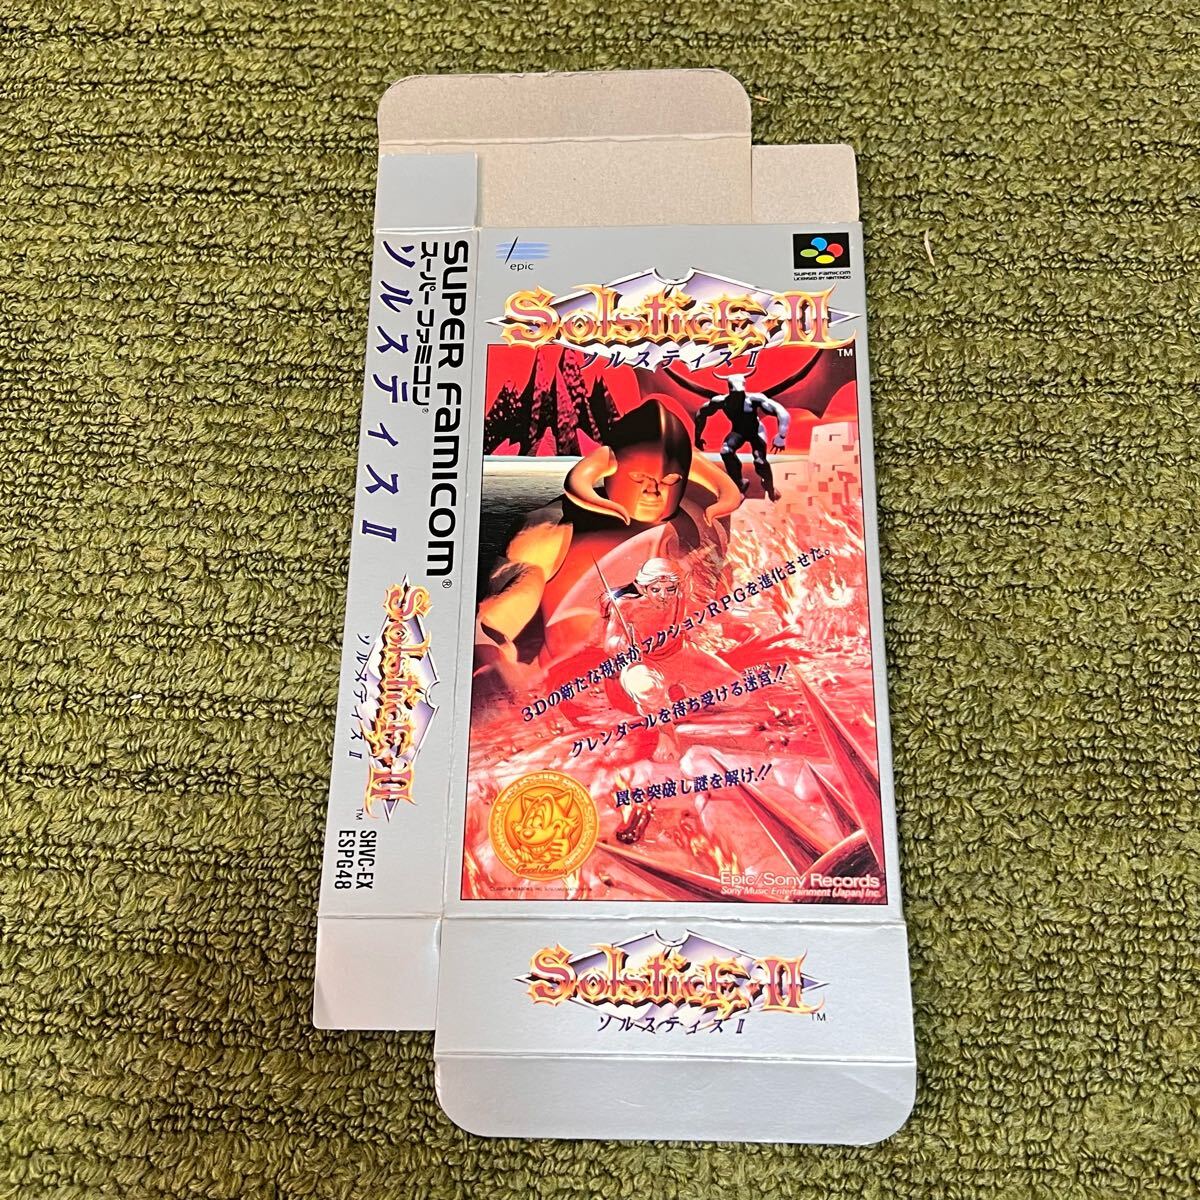 SUPER FAMICOM®
スーパーファミコン®
ソルスティスⅡ
SolsticE・II
ソルスティスⅡ
TM
SHVC-EX
ESPG48
epic
SUPER FAMICOM
LICENSED BY NINTENDO
SolsticE・II
TM
ソルスティスⅡ
3Dの新たな視点がアクションRPGを進化させた。
グレンダールを待ち受ける迷宮!!
罠を突破し謎を解け!!
Good Games
Epic/Sony Records
Sony Music Entertainment (Japan) Inc.
SolsticE・II
TM
ソルスティスⅡ